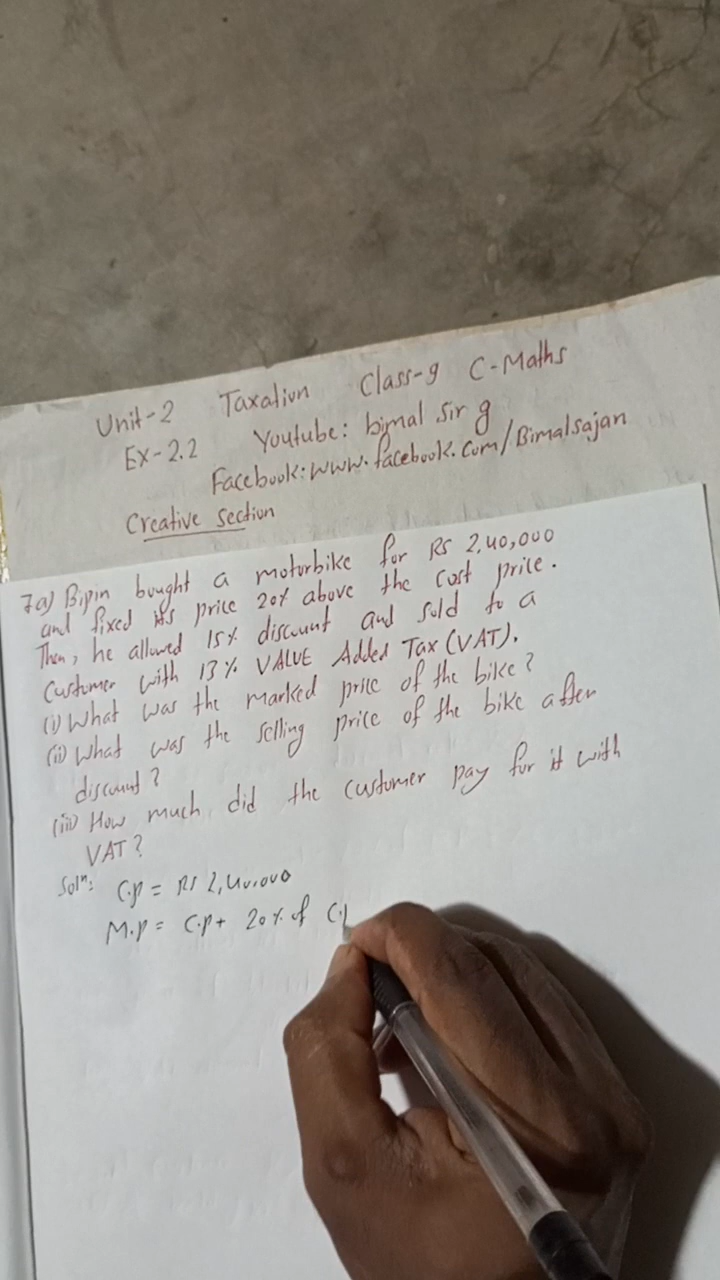 Unit-2 Taxation Class-9 C-Maths
Ex-2.2 Youtube: bimal sir g
Facebook: www.facebook.com/Bimalsajan
Creative section
7a) Bipin bought a motorbike for RS 2,40,000
and fixed its price 20% above the cost price.
Then, he allowed 15% discount and sold to a
Customer with 13% VALUE Added Tax (VAT).
(i) What was the marked price of the bike?
(ii) What was the selling price of the bike after
discount?
(iii) How much did the customer pay for it with
VAT?
Solⁿ: C.P = RS 2,40,000
M.P = C.P + 20% of C.P